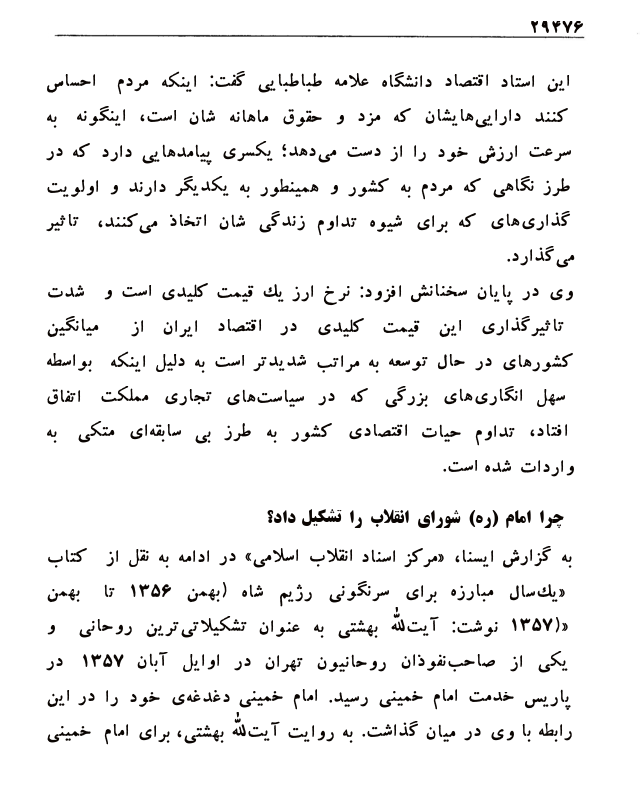 ۲۹۴۷۶
این استاد اقتصاد دانشگاه علامه طباطبایی گفت: اینکه مردم احساس
کنند دارایی‌هایشان که مزد و حقوق ماهانه شان است، اینگونه به
سرعت ارزش خود را از دست می‌دهد؛ یکسری پیامدهایی دارد که در
طرز نگاهی که مردم به کشور و همینطور به یکدیگر دارند و اولویت
گذاری‌های که برای شیوه تداوم زندگی شان اتخاذ می‌کنند، تاثیر
می‌گذارد.
وی در پایان سخنانش افزود: نرخ ارز یك قیمت کلیدی است و شدت
تاثیرگذاری این قیمت کلیدی در اقتصاد ایران از میانگین
کشورهای در حال توسعه به مراتب شدیدتر است به دلیل اینکه بواسطه
سهل انگاری‌های بزرگی که در سیاست‌های تجاری مملکت اتفاق
افتاد، تداوم حیات اقتصادی کشور به طرز بی سابقه‌ای متکی به
واردات شده است.
چرا امام (ره) شورای انقلاب را تشکیل داد؟
به گزارش ایسنا، «مرکز اسناد انقلاب اسلامی» در ادامه به نقل از کتاب
«یك‌سال مبارزه برای سرنگونی رژیم شاه (بهمن ۱۳۵۶ تا بهمن
۱۳۵۷)» نوشت: آیت‌الله بهشتی به عنوان تشکیلاتی‌ترین روحانی و
یکی از صاحب‌نفوذان روحانیون تهران در اوایل آبان ۱۳۵۷ در
پاریس خدمت امام خمینی رسید. امام خمینی دغدغه‌ی خود را در این
رابطه با وی در میان گذاشت. به روایت آیت‌الله بهشتی، برای امام خمینی